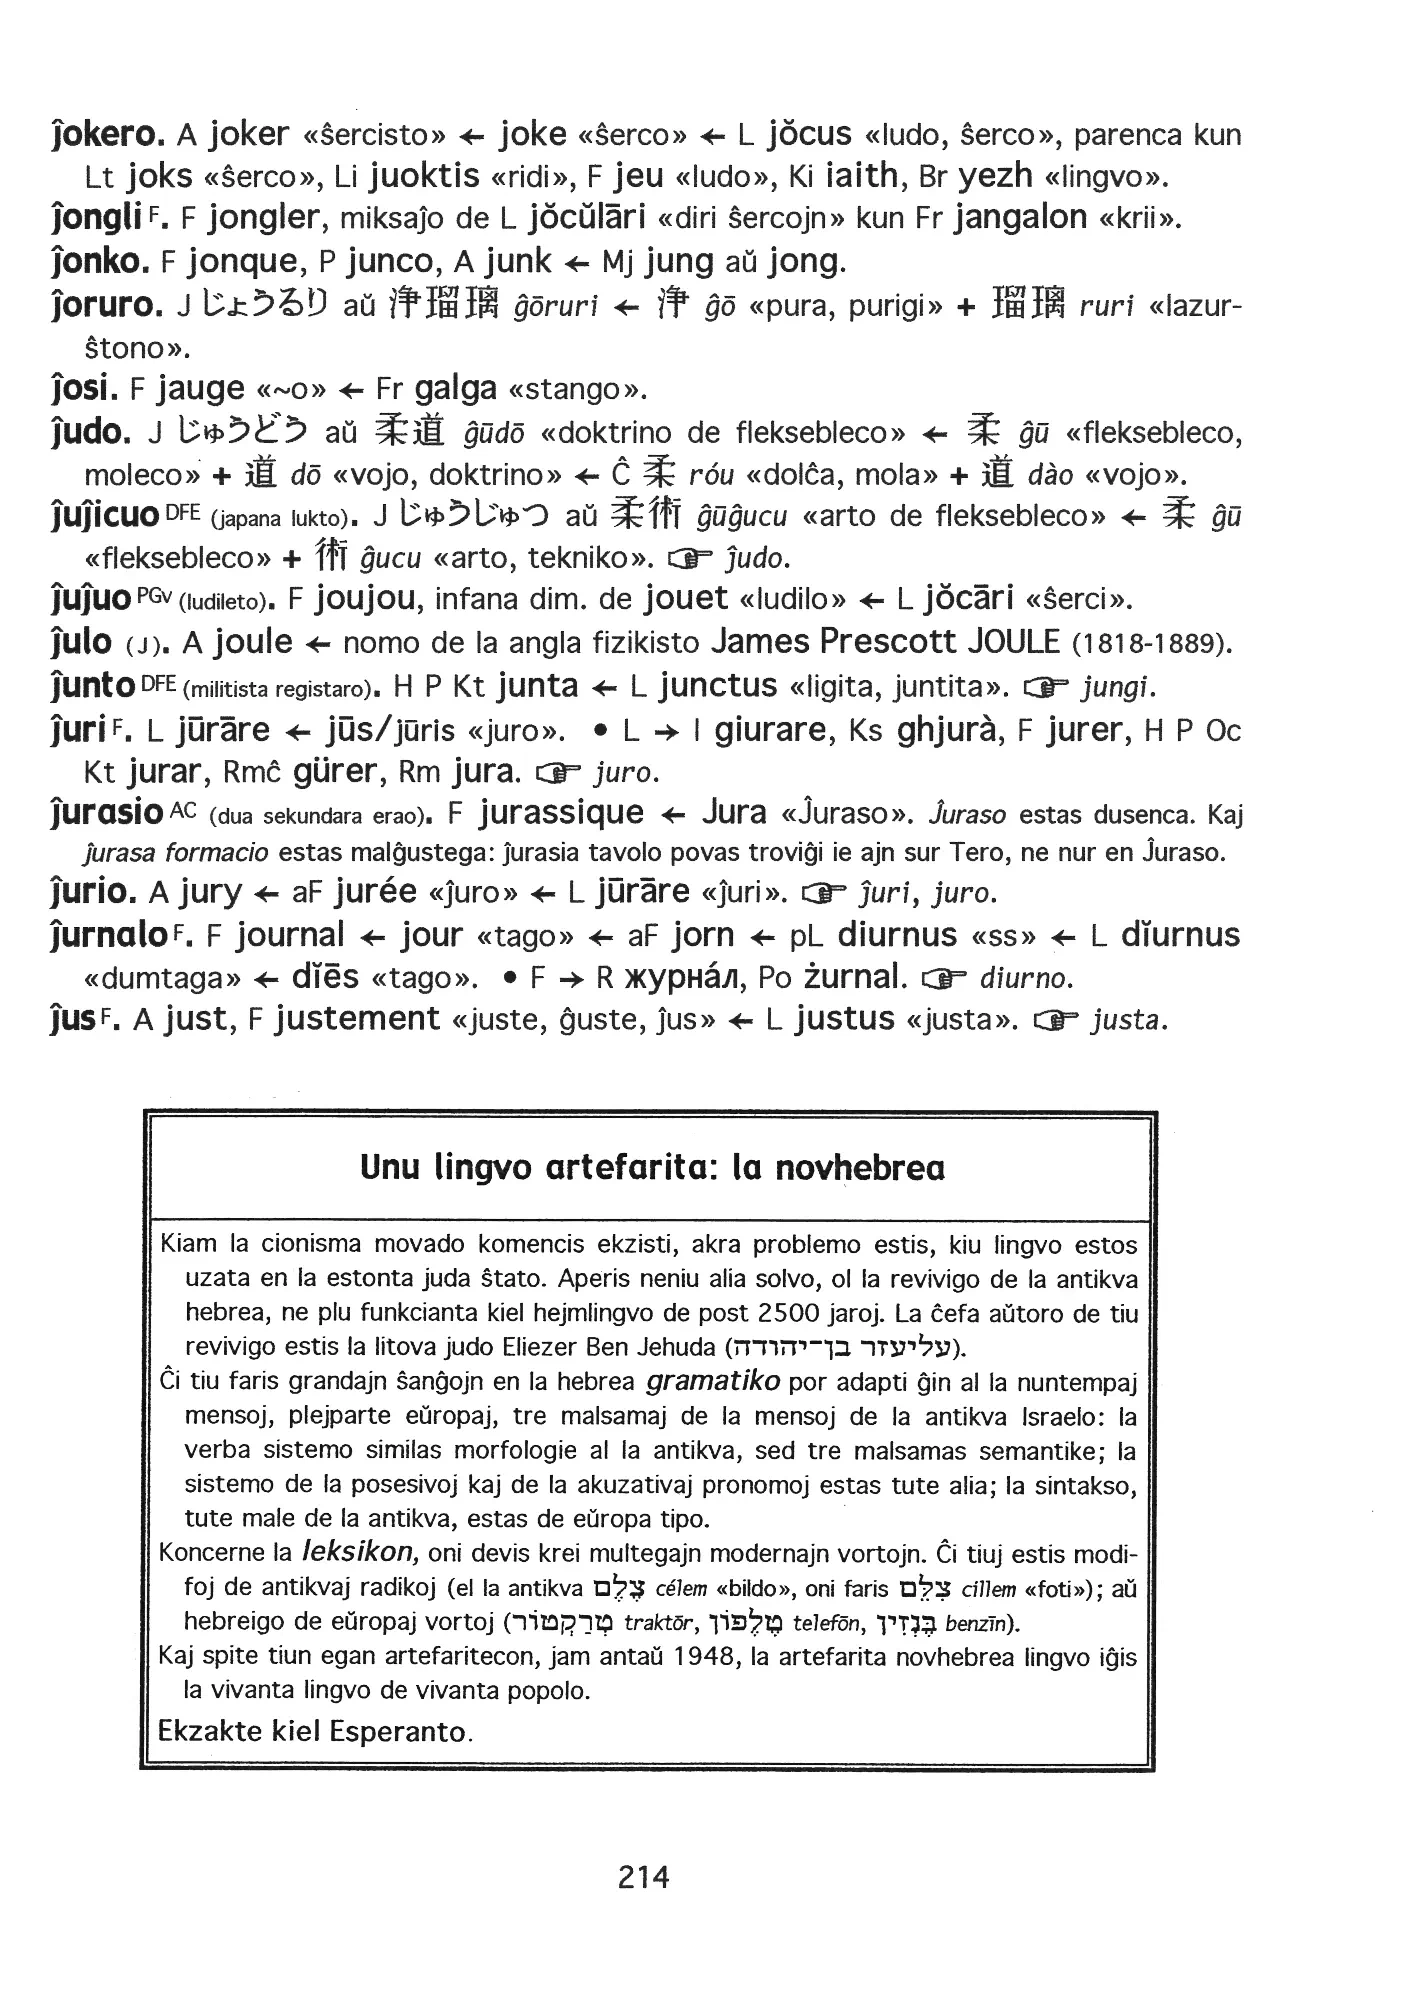 ĵokero. A joker «ŝercisto» ← joke «ŝerco» ← L jŏcus «ludo, ŝerco», parenca kun
Lt joks «ŝerco», Li juoktis «ridi», F jeu «ludo», Ki iaith, Br yezh «lingvo».
ĵongli F. F jongler, miksaĵo de L jŏcŭlāri «diri ŝercojn» kun Fr jangalon «krii».
ĵonko. F jonque, P junco, A junk ← Mj jung aŭ jong.
ĵoruro. J じょうるり aŭ 浄瑠璃 ĝōruri ← 浄 ĝō «pura, purigi» + 瑠璃 ruri «lazur-
ŝtono».
ĵosi. F jauge «~o» ← Fr galga «stango».
ĵudo. J じゅうどう aŭ 柔道 ĝūdō «doktrino de fleksebleco» ← 柔 ĝū «fleksebleco,
moleco» + 道 dō «vojo, doktrino» ← Ĉ 柔 róu «dolĉa, mola» + 道 dào «vojo».
ĵuĵicuo DFE (japana lukto). J じゅうじゅつ aŭ 柔術 ĝūĝucu «arto de fleksebleco» ← 柔 ĝū
«fleksebleco» + 術 ĝucu «arto, tekniko». ☞ ĵudo.
ĵuĵuo PGV (ludileto). F joujou, infana dim. de jouet «ludilo» ← L jŏcāri «ŝerci».
ĵulo (J). A joule ← nomo de la angla fizikisto James Prescott JOULE (1818-1889).
ĵunto DFE (militista registaro). H P Kt junta ← L junctus «ligita, juntita». ☞ jungi.
ĵuri F. L jūrāre ← jūs/jūris «juro». • L → I giurare, Ks ghjurà, F jurer, H P Oc
Kt jurar, Rmĉ gürer, Rm jura. ☞ juro.
ĵurasio AC (dua sekundara erao). F jurassique ← Jura «Ĵuraso». Ĵuraso estas dusenca. Kaj
ĵurasa formacio estas malĝustega: ĵurasia tavolo povas troviĝi ie ajn sur Tero, ne nur en Ĵuraso.
ĵurio. A jury ← aF jurée «ĵuro» ← L jūrāre «ĵuri». ☞ ĵuri, juro.
ĵurnalo F. F journal ← jour «tago» ← aF jorn ← pL diurnus «ss» ← L dĭurnus
«dumtaga» ← dĭēs «tago». • F → R журна́л, Po żurnal. ☞ diurno.
ĵus F. A just, F justement «juste, ĝuste, ĵus» ← L justus «justa». ☞ justa.
Unu lingvo artefarita: la novhebrea
Kiam la cionisma movado komencis ekzisti, akra problemo estis, kiu lingvo estos
uzata en la estonta juda ŝtato. Aperis neniu alia solvo, ol la revivigo de la antikva
hebrea, ne plu funkcianta kiel hejmlingvo de post 2500 jaroj. La ĉefa aŭtoro de tiu
revivigo estis la litova judo Eliezer Ben Jehuda (עליעזר בן־יהודה).
Ĉi tiu faris grandajn ŝanĝojn en la hebrea gramatiko por adapti ĝin al la nuntempaj
mensoj, plejparte eŭropaj, tre malsamaj de la mensoj de la antikva Israelo: la
verba sistemo similas morfologie al la antikva, sed tre malsamas semantike; la
sistemo de la posesivoj kaj de la akuzativaj pronomoj estas tute alia; la sintakso,
tute male de la antikva, estas de eŭropa tipo.
Koncerne la leksikon, oni devis krei multegajn modernajn vortojn. Ĉi tiuj estis modi-
foj de antikvaj radikoj (el la antikva צֶלֶם célem «bildo», oni faris צִלֵּם cillem «foti»); aŭ
hebreigo de eŭropaj vortoj (טְרַקְטוֹר traktōr, טֶלֶפוֹן telefōn, בֶּנְזִין benzīn).
Kaj spite tiun egan artefaritecon, jam antaŭ 1948, la artefarita novhebrea lingvo iĝis
la vivanta lingvo de vivanta popolo.
Ekzakte kiel Esperanto.
214